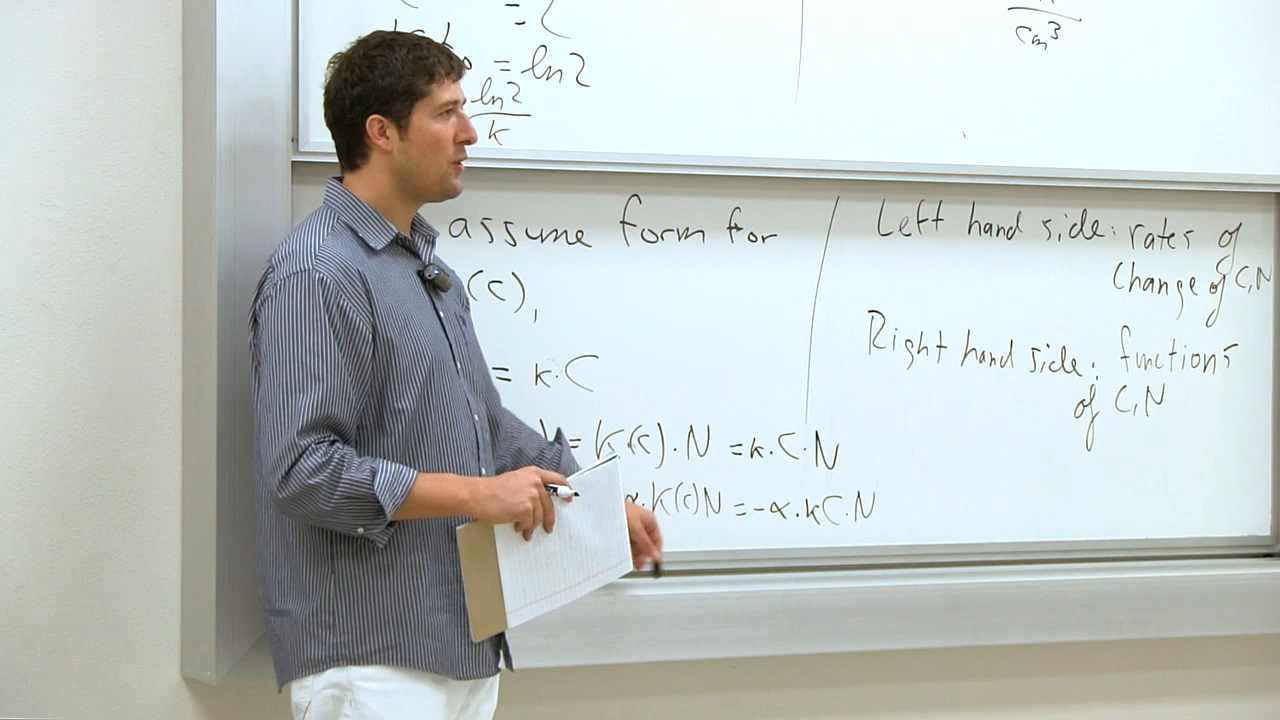 = ln2
ln2
k
cm³
assume form for
(c),
= k.C
= K(c).N = k.C.N
α.K(c)N = -α.kC.N
Left hand side: rates of
Change of C,N
Right hand side: functions
of C,N